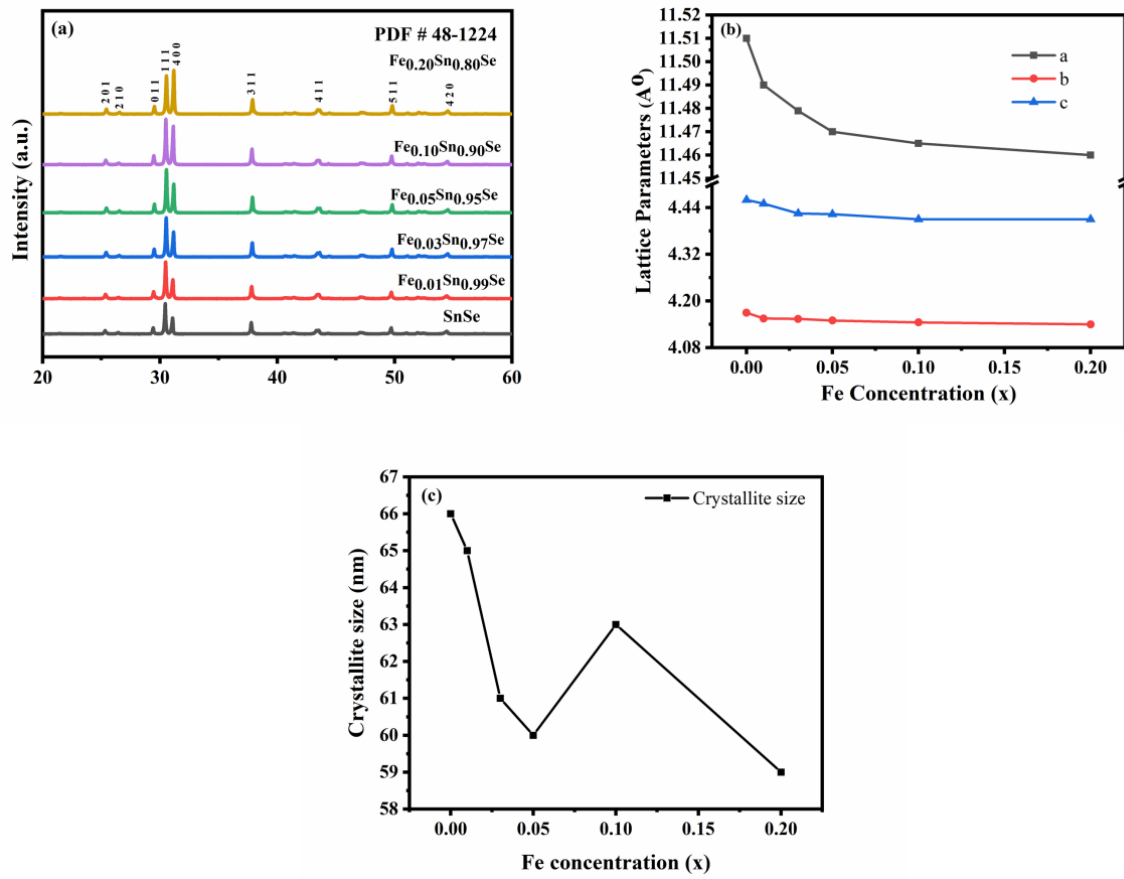 (a)
PDF # 48-1224
Fe0.20Sn0.80Se
2 0 1
2 1 0
0 1 1
1 1 1
4 0 0
3 1 1
4 1 1
5 1 1
4 2 0
Fe0.10Sn0.90Se
Fe0.05Sn0.95Se
Fe0.03Sn0.97Se
Fe0.01Sn0.99Se
SnSe
Intensity (a.u.)
20 30 40 50 60
(b)
a
b
c
11.52
11.51
11.50
11.49
11.48
11.47
11.46
11.45
4.44
4.32
4.20
4.08
Lattice Parameters (A^o)
0.00 0.05 0.10 0.15 0.20
Fe Concentration (x)
(c)
Crystallite size
67
66
65
64
63
62
61
60
59
58
Crystallite size (nm)
0.00 0.05 0.10 0.15 0.20
Fe concentration (x)